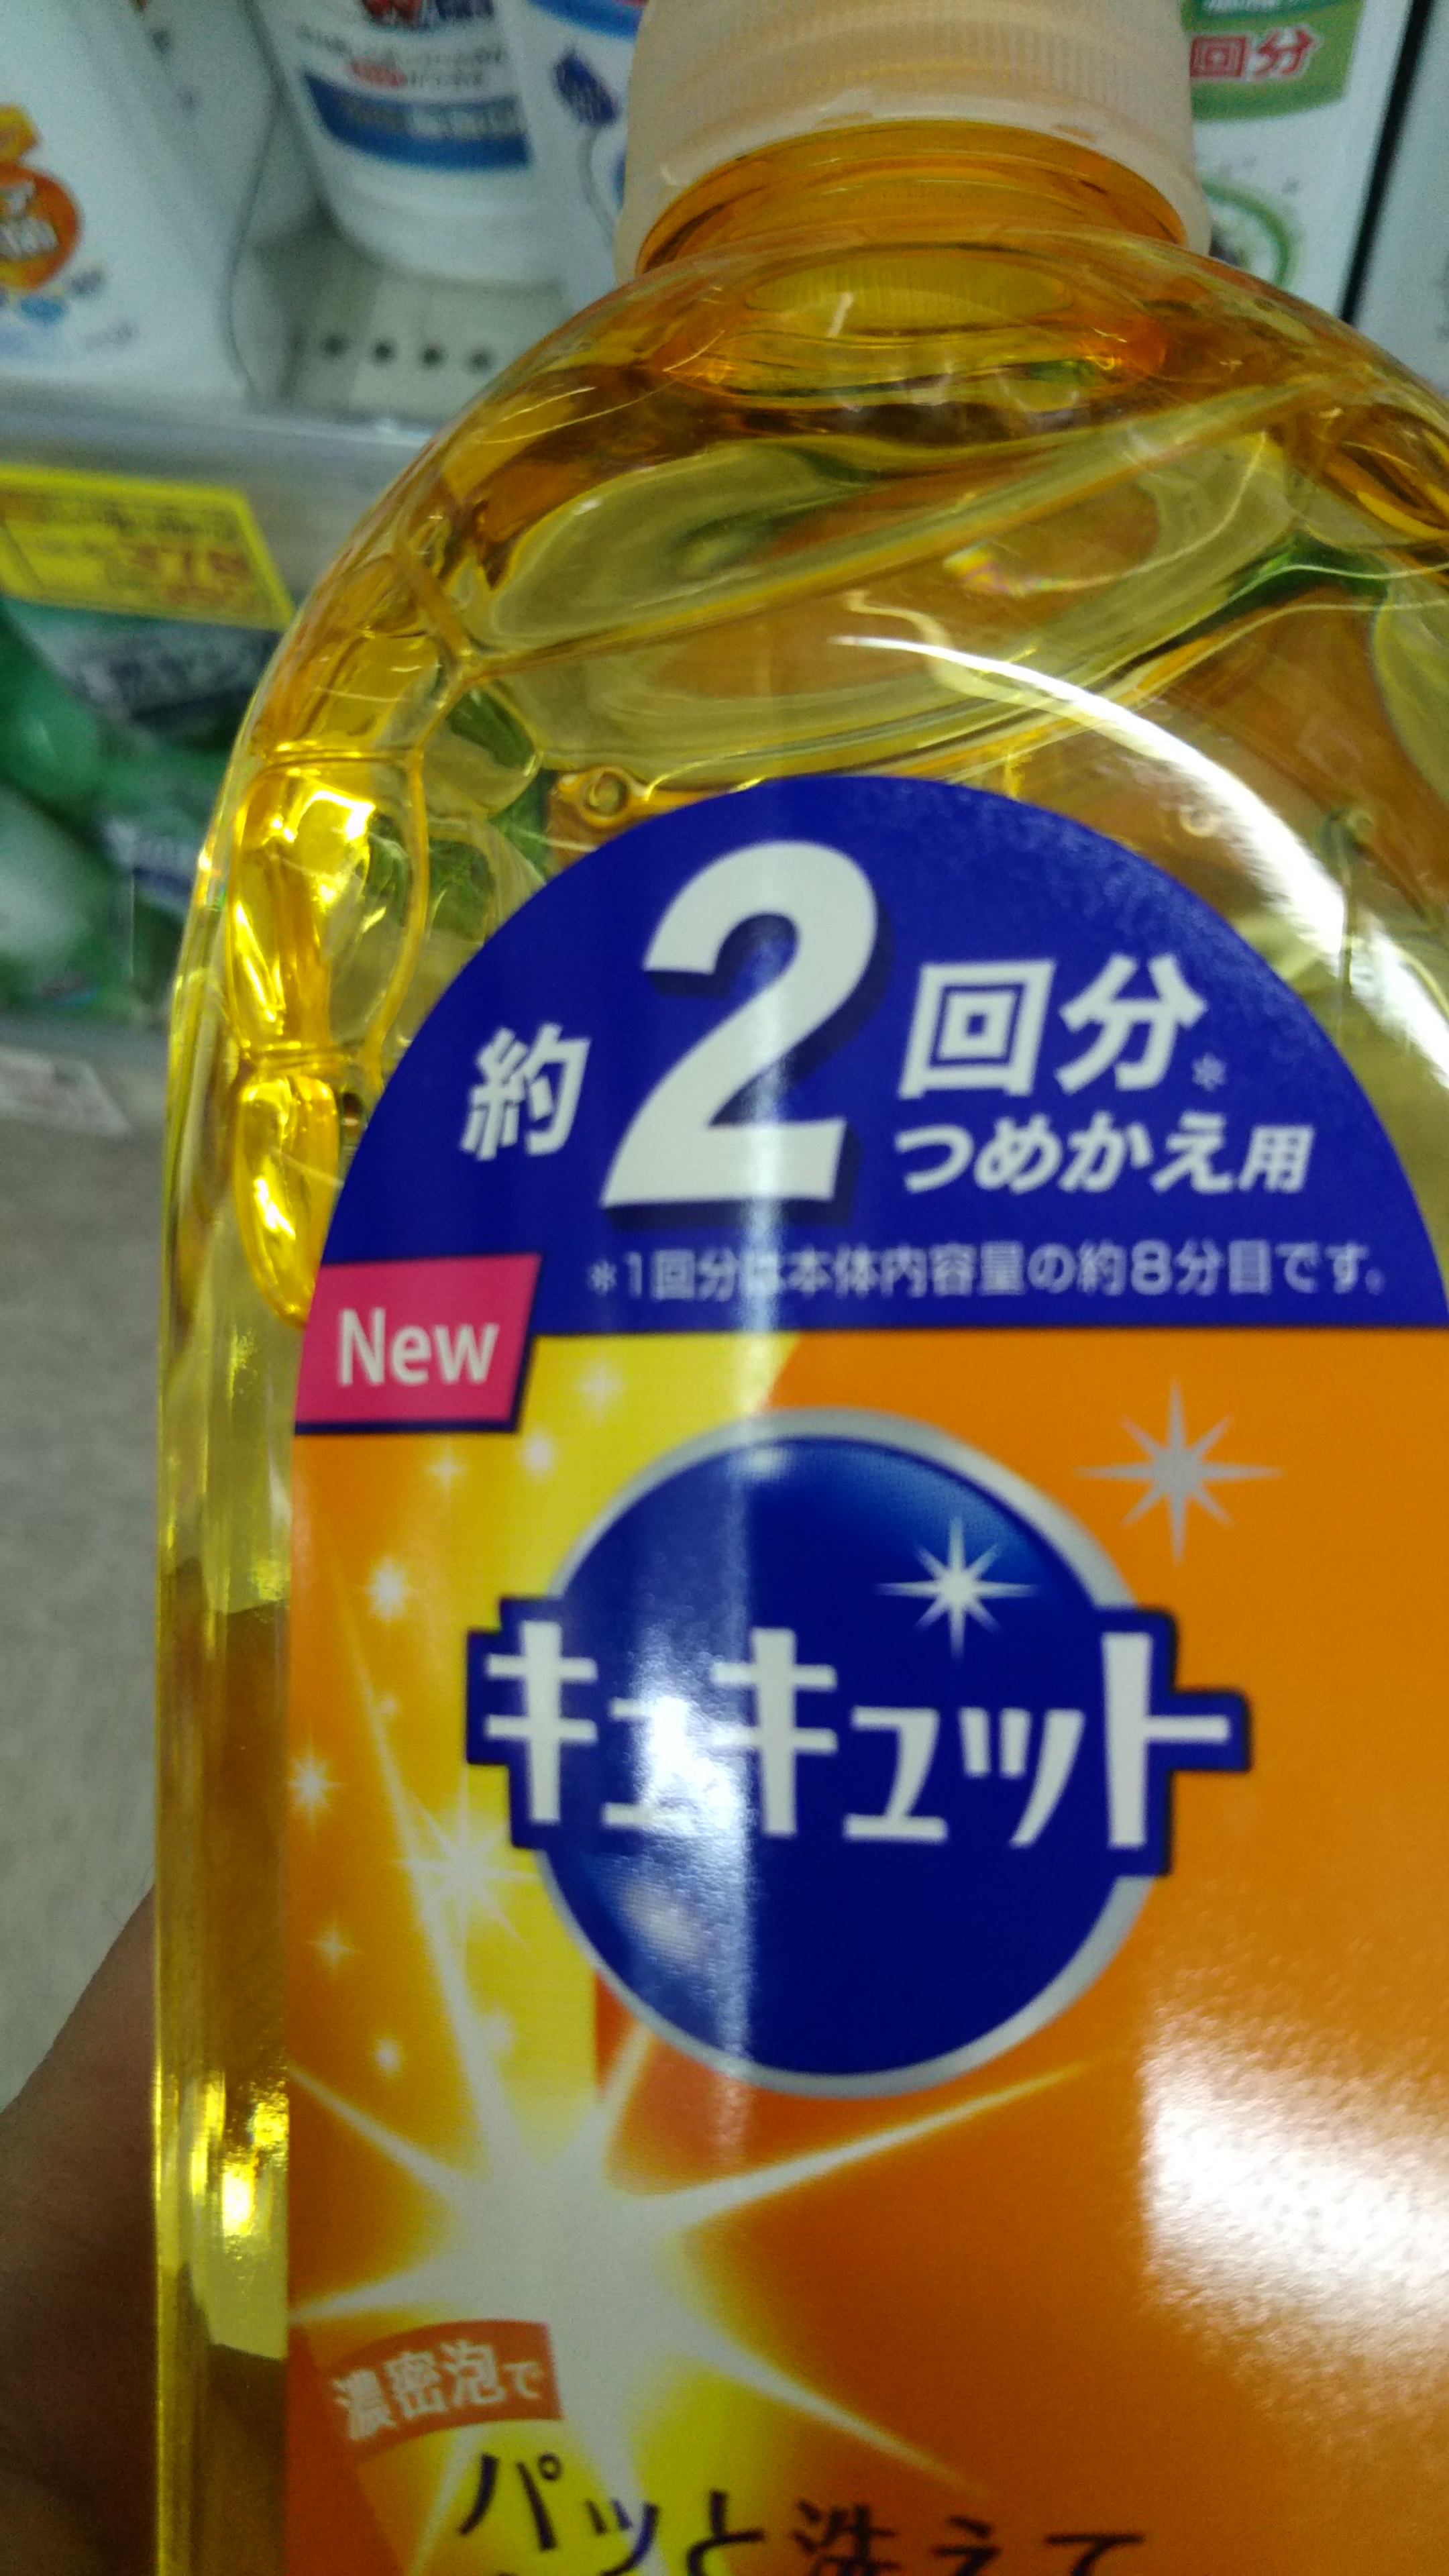 回分
約2回分*
つめかえ用
*1回分は本体内容量の約8分目です。
New
キュキュット
濃密泡で
パッと洗えて